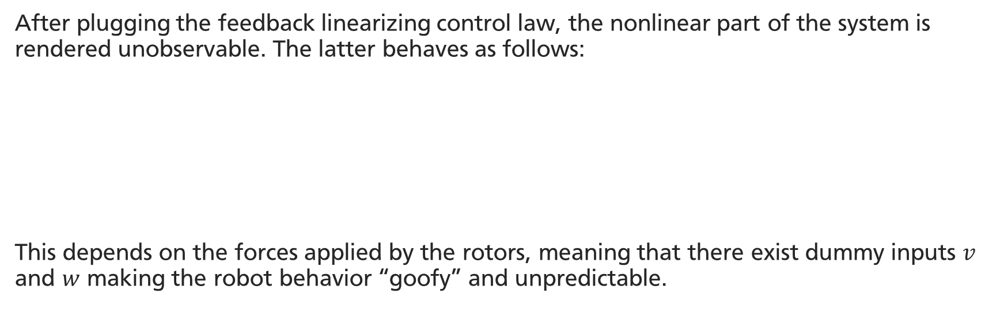 After plugging the feedback linearizing control law, the nonlinear part of the system is
rendered unobservable. The latter behaves as follows:
This depends on the forces applied by the rotors, meaning that there exist dummy inputs v
and w making the robot behavior “goofy” and unpredictable.